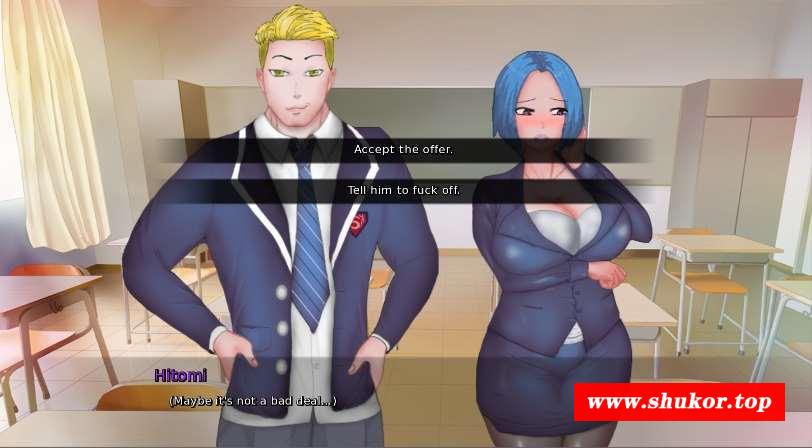 Accept the offer.
Tell him to fuck off.
Hitomi
(Maybe it's not a bad deal...)
www.shukor.top